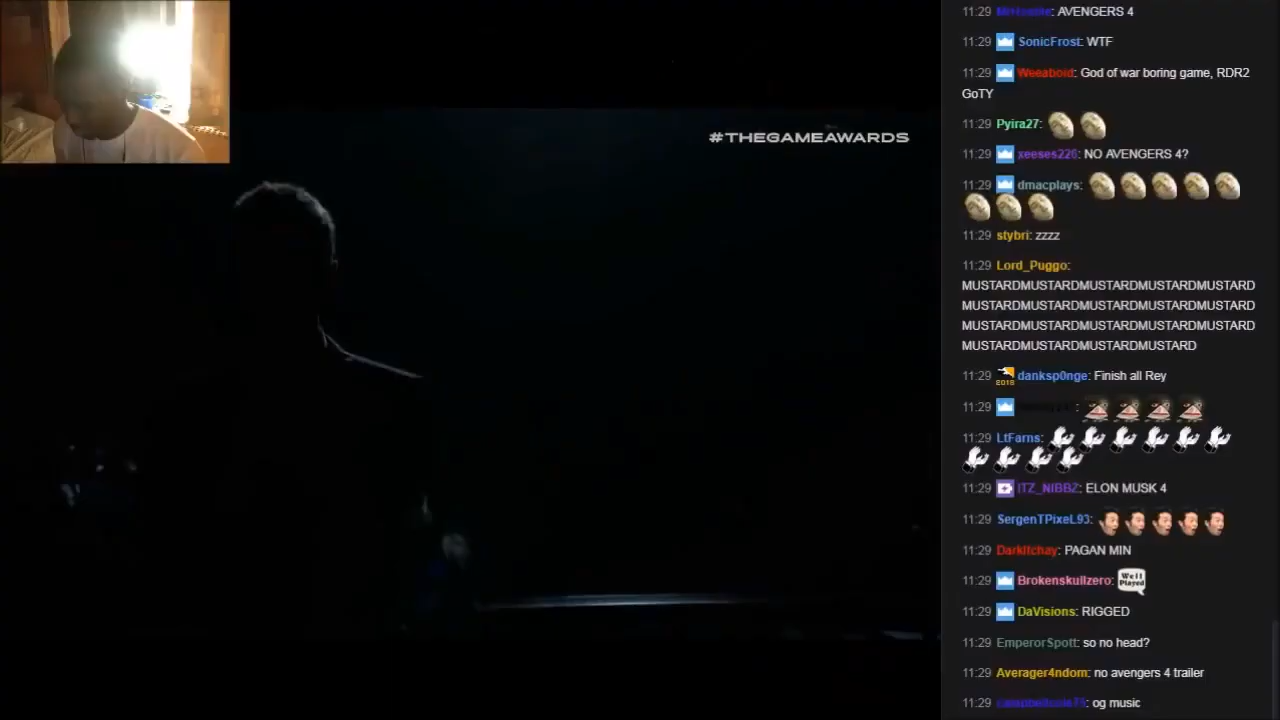 #THEGAMEAWARDS
11:29 : AVENGERS 4
11:29 SonicFrost: WTF
11:29 Weeaboid: God of war boring game, RDR2
GoTY
11:29 Pyira27:
11:29 xeeses226: NO AVENGERS 4?
11:29 dmacplays:
11:29 stybri: zzzz
11:29 Lord_Puggo:
MUSTARDMUSTARDMUSTARDMUSTARDMUSTARD
MUSTARDMUSTARDMUSTARDMUSTARDMUSTARD
MUSTARDMUSTARDMUSTARDMUSTARDMUSTARD
MUSTARDMUSTARDMUSTARDMUSTARD
11:29 2018 danksp0nge: Finish all Rey
11:29 :
11:29 LtFarns:
11:29 ITZ_NIBBZ: ELON MUSK 4
11:29 SergenTPixeL93:
11:29 DarkItchay: PAGAN MIN
11:29 Brokenskullzero: Well
Played
11:29 DaVisions: RIGGED
11:29 EmperorSpott: so no head?
11:29 Averager4ndom: no avengers 4 trailer
11:29 : og music